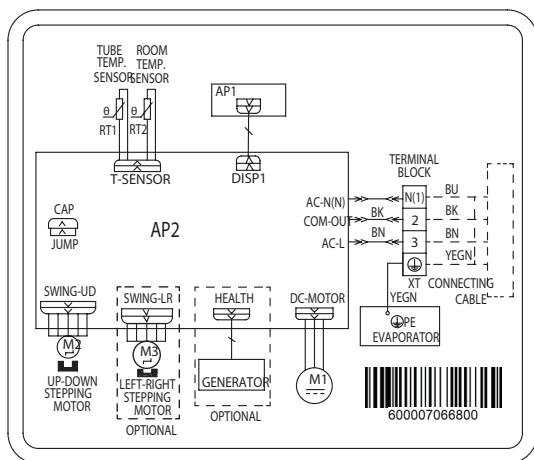 TUBE
TEMP.
SENSOR
ROOM
TEMP.
SENSOR
θ
RT1
θ
RT2
T-SENSOR
AP1
DISP1
CAP
JUMP
AP2
AC-N(N)
COM-OUT
AC-L
BK
BN
TERMINAL
BLOCK
N(1)
2
3
XT
BU
BK
BN
YEGN
CONNECTING
CABLE
YEGN
PE
EVAPORATOR
SWING-UD
M2
UP-DOWN
STEPPING
MOTOR
SWING-LR
M3
LEFT-RIGHT
STEPPING
MOTOR
OPTIONAL
HEALTH
GENERATOR
OPTIONAL
DC-MOTOR
M1
600007066800